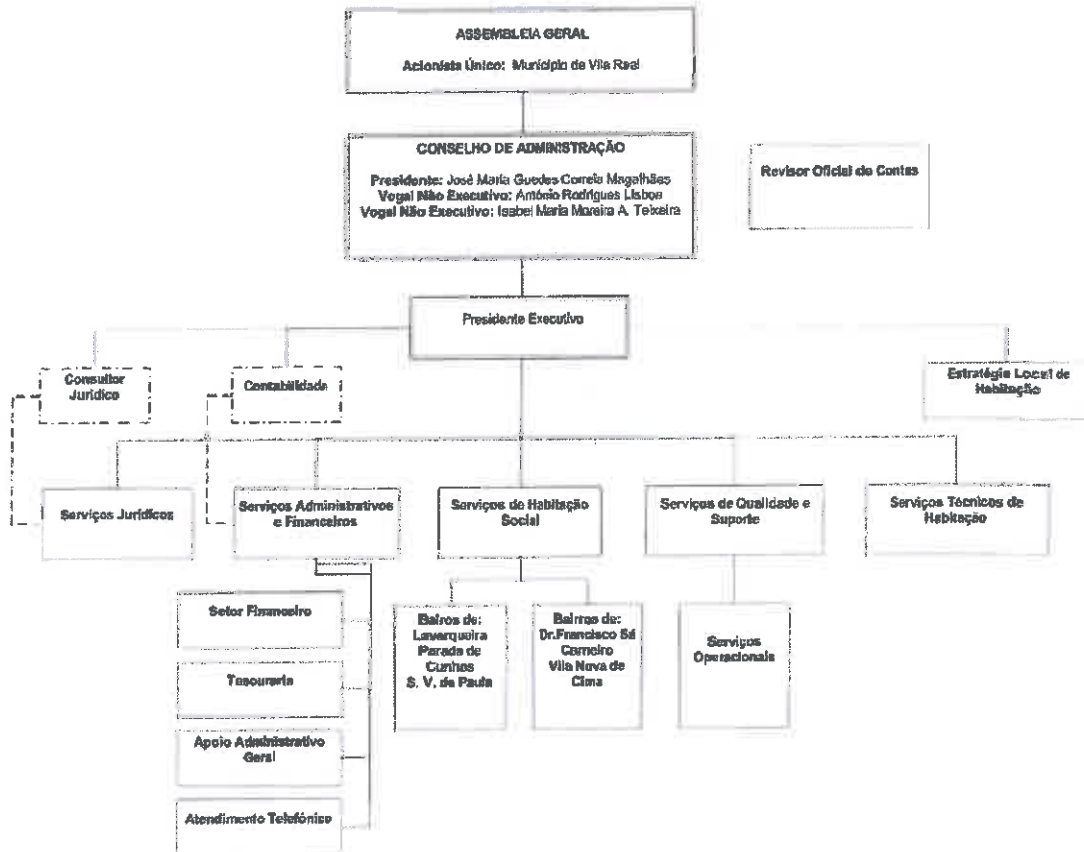 ASSEMBLEIA GERAL
Acionista Único: Município de Vila Real
CONSELHO DE ADMINISTRAÇÃO
Presidente: José Maria Guedes Correia Magalhães
Vogal Não Executivo: António Rodrigues Lisboa
Vogal Não Executivo: Isabel Maria Moreira A. Teixeira
Revisor Oficial de Contas
Presidente Executivo
Consultor
Jurídico
Contabilidade
Estratégia Local de
Habitação
Serviços Jurídicos
Serviços Administrativos
e Financeiros
Serviços de Habitação
Social
Serviços de Qualidade e
Suporte
Serviços Técnicos de
Habitação
Setor Financeiro
Tesouraria
Apoio Administrativo
Geral
Atendimento Telefónico
Bairos de:
Lavarqueira
Parada de
Cunhos
S. V. de Paula
Bairros de:
Dr.Francisco Sá
Carneiro
Vila Nova de
Cima
Serviços
Operacionais